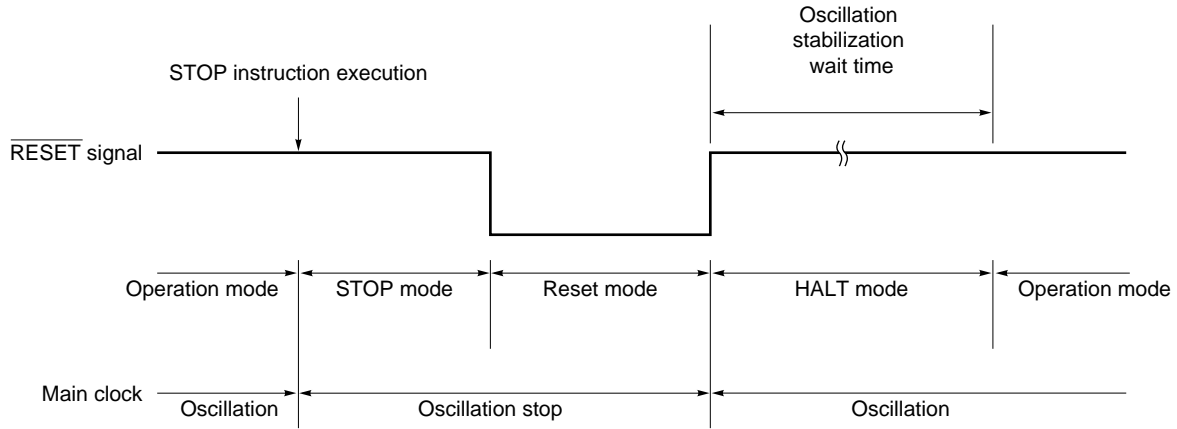 Oscillation
stabilization
wait time
STOP instruction execution
RESET signal
Operation mode
STOP mode
Reset mode
HALT mode
Operation mode
Main clock
Oscillation
Oscillation stop
Oscillation